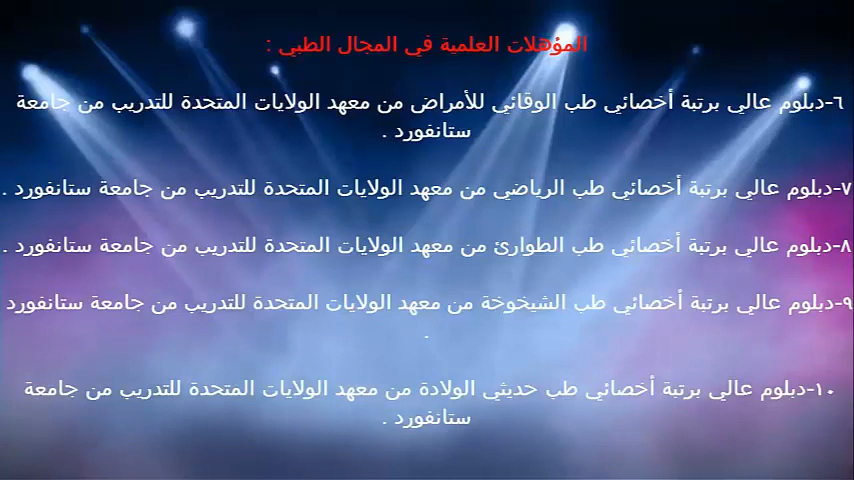 المؤهلات العلمية في المجال الطبي :
٦-دبلوم عالي برتبة أخصائي طب الوقائي للأمراض من معهد الولايات المتحدة للتدريب من جامعة
ستانفورد .
٧-دبلوم عالي برتبة أخصائي طب الرياضي من معهد الولايات المتحدة للتدريب من جامعة ستانفورد .
٨-دبلوم عالي برتبة أخصائي طب الطوارئ من معهد الولايات المتحدة للتدريب من جامعة ستانفورد .
٩-دبلوم عالي برتبة أخصائي طب الشيخوخة من معهد الولايات المتحدة للتدريب من جامعة ستانفورد
.
١٠-دبلوم عالي برتبة أخصائي طب حديثي الولادة من معهد الولايات المتحدة للتدريب من جامعة
ستانفورد .